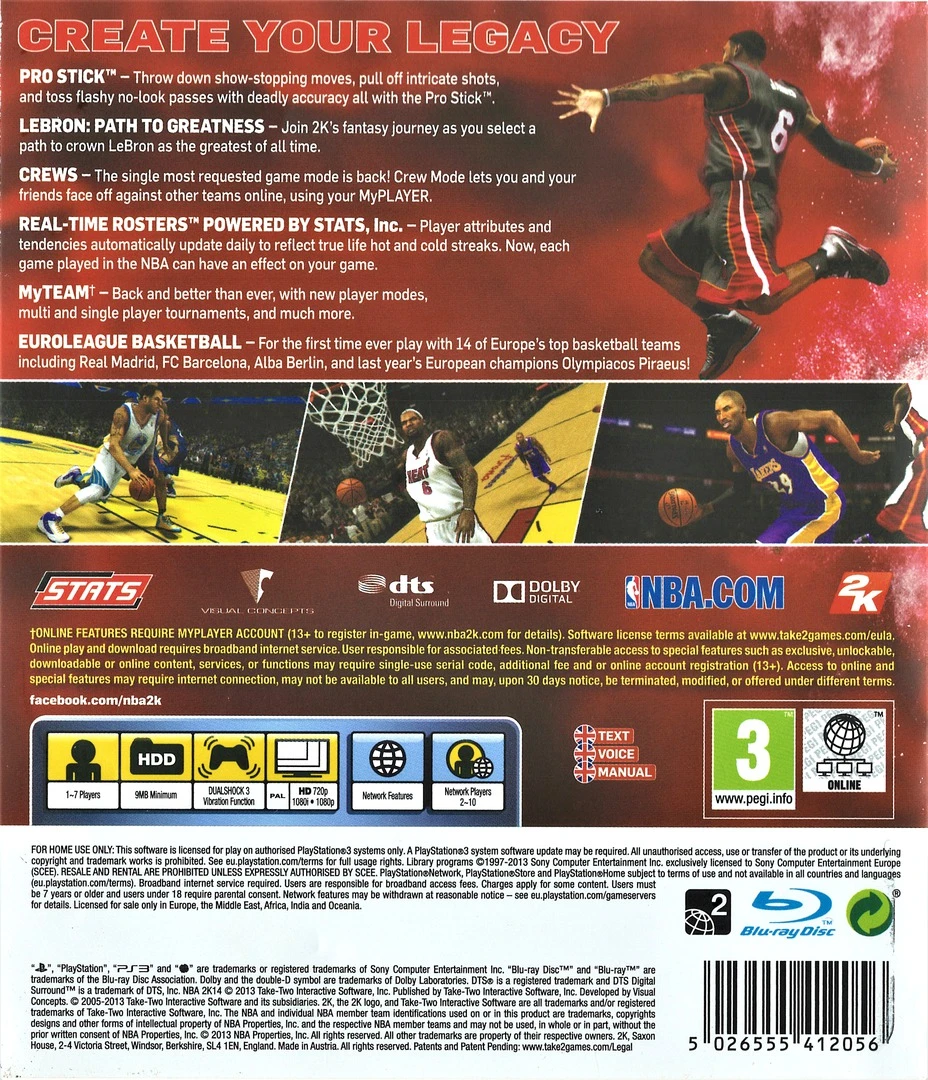 CREATE YOUR LEGACY
PRO STICK™ – Throw down show-stopping moves, pull off intricate shots,
and toss flashy no-look passes with deadly accuracy all with the Pro Stick™.
LEBRON: PATH TO GREATNESS – Join 2K's fantasy journey as you select a
path to crown LeBron as the greatest of all time.
CREWS – The single most requested game mode is back! Crew Mode lets you and your
friends face off against other teams online, using your MyPLAYER.
REAL-TIME ROSTERS™ POWERED BY STATS, Inc. – Player attributes and
tendencies automatically update daily to reflect true life hot and cold streaks. Now, each
game played in the NBA can have an effect on your game.
MyTEAM† – Back and better than ever, with new player modes,
multi and single player tournaments, and much more.
EUROLEAGUE BASKETBALL – For the first time ever play with 14 of Europe's top basketball teams
including Real Madrid, FC Barcelona, Alba Berlin, and last year's European champions Olympiacos Piraeus!
6
HEAT
6
LAKERS
STATS
VISUAL CONCEPTS
dts
Digital Surround
DOLBY
DIGITAL
NBA.COM
2K
†ONLINE FEATURES REQUIRE MYPLAYER ACCOUNT (13+ to register in-game, www.nba2k.com for details). Software license terms available at www.take2games.com/eula.
Online play and download requires broadband internet service. User responsible for associated fees. Non-transferable access to special features such as exclusive, unlockable,
downloadable or online content, services, or functions may require single-use serial code, additional fee and or online account registration (13+). Access to online and
special features may require internet connection, may not be available to all users, and may, upon 30 days notice, be terminated, modified, or offered under different terms.
facebook.com/nba2k
1~7 Players
HDD
9MB Minimum
DUALSHOCK 3
Vibration Function
PAL
HD 720p
1080i • 1080p
Network Features
Network Players
2~10
TEXT
VOICE
MANUAL
3
™
www.pegi.info
™
ONLINE
FOR HOME USE ONLY: This software is licensed for play on authorised PlayStation®3 systems only. A PlayStation®3 system software update may be required. All unauthorised access, use or transfer of the product or its underlying
copyright and trademark works is prohibited. See eu.playstation.com/terms for full usage rights. Library programs ©1997-2013 Sony Computer Entertainment Inc. exclusively licensed to Sony Computer Entertainment Europe
(SCEE). RESALE AND RENTAL ARE PROHIBITED UNLESS EXPRESSLY AUTHORISED BY SCEE. PlayStation®Network, PlayStation®Store and PlayStation®Home subject to terms of use and not available in all countries and languages
(eu.playstation.com/terms). Broadband internet service required. Users are responsible for broadband access fees. Charges apply for some content. Users must
be 7 years or older and users under 18 require parental consent. Network features may be withdrawn at reasonable notice – see eu.playstation.com/gameservers
for details. Licensed for sale only in Europe, the Middle East, Africa, India and Oceania.
2
Blu-ray Disc™
®
"", "PlayStation", "PS3" and "" are trademarks or registered trademarks of Sony Computer Entertainment Inc. "Blu-ray Disc™" and "Blu-ray™" are
trademarks of the Blu-ray Disc Association. Dolby and the double-D symbol are trademarks of Dolby Laboratories. DTS® is a registered trademark and DTS Digital
Surround™ is a trademark of DTS, Inc. NBA 2K14 © 2013 Take-Two Interactive Software, Inc. Published by Take-Two Interactive Software, Inc. Developed by Visual
Concepts. © 2005-2013 Take-Two Interactive Software and its subsidiaries. 2K, the 2K logo, and Take-Two Interactive Software are all trademarks and/or registered
trademarks of Take-Two Interactive Software, Inc. The NBA and individual NBA member team identifications used on or in this product are trademarks, copyrights
designs and other forms of intellectual property of NBA Properties, Inc. and the respective NBA member teams and may not be used, in whole or in part, without the
prior written consent of NBA Properties, Inc. © 2013 NBA Properties, Inc. All rights reserved. All other trademarks are property of their respective owners. 2K, Saxon
House, 2-4 Victoria Street, Windsor, Berkshire, SL4 1EN, England. Made in Austria. All rights reserved. Patents and Patent Pending: www.take2games.com/Legal
5 026555 412056